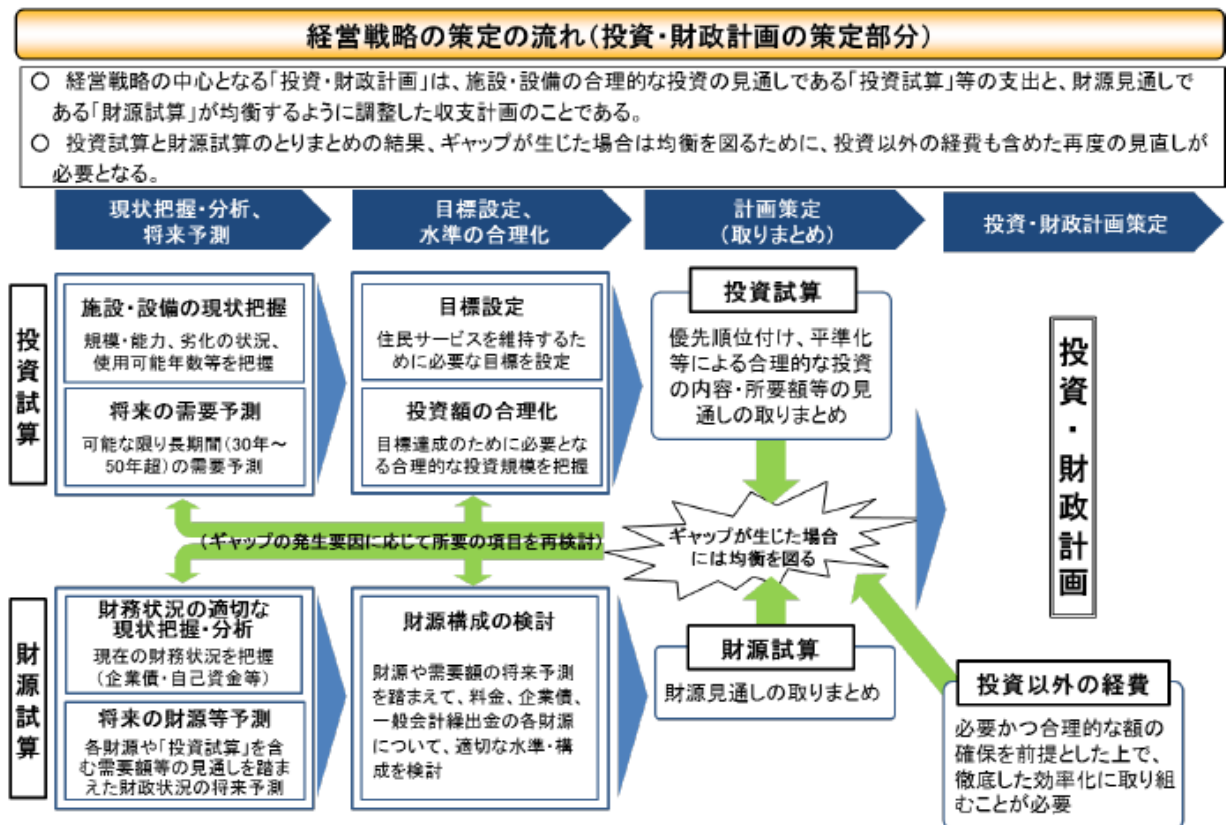 経営戦略の策定の流れ(投資・財政計画の策定部分)
○ 経営戦略の中心となる「投資・財政計画」は、施設・設備の合理的な投資の見通しである「投資試算」等の支出と、財源見通しで
ある「財源試算」が均衡するように調整した収支計画のことである。
○ 投資試算と財源試算のとりまとめの結果、ギャップが生じた場合は均衡を図るために、投資以外の経費も含めた再度の見直しが
必要となる。
現状把握・分析、
将来予測
目標設定、
水準の合理化
計画策定
(取りまとめ)
投資・財政計画策定
投資試算
施設・設備の現状把握
規模・能力、劣化の状況、
使用可能年数等を把握
将来の需要予測
可能な限り長期間(30年～
50年超)の需要予測
目標設定
住民サービスを維持するた
めに必要な目標を設定
投資額の合理化
目標達成のために必要とな
る合理的な投資規模を把握
投資試算
優先順位付け、平準化
等による合理的な投資
の内容・所要額等の見
通しの取りまとめ
投資・財政計画
(ギャップの発生要因に応じて所要の項目を再検討)
ギャップが生じた場合
には均衡を図る
財源試算
財務状況の適切な
現状把握・分析
現在の財務状況を把握
(企業債・自己資金等)
将来の財源等予測
各財源や「投資試算」を含
む需要額等の見通しを踏ま
えた財政状況の将来予測
財源構成の検討
財源や需要額の将来予測
を踏まえて、料金、企業債、
一般会計繰出金の各財源
について、適切な水準・構
成を検討
財源試算
財源見通しの取りまとめ
投資以外の経費
必要かつ合理的な額の
確保を前提とした上で、
徹底した効率化に取り組
むことが必要